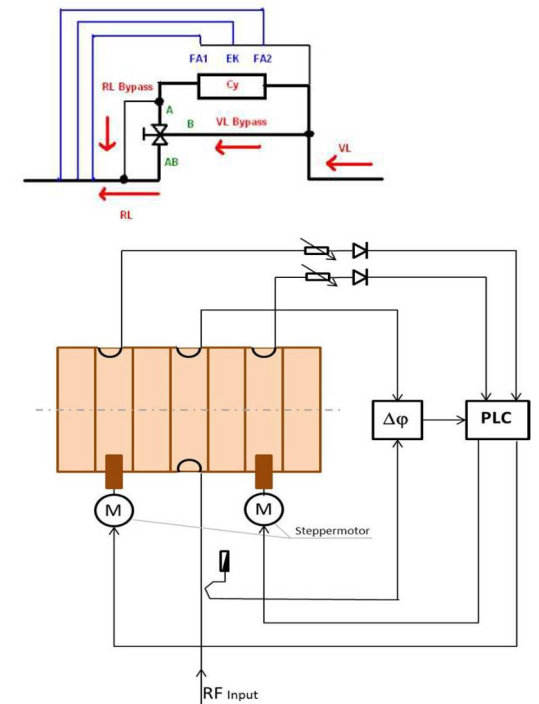 FA1 EK FA2
RL Bypass
Cy
A
B VL Bypass
VL
AB
RL
Δφ
PLC
M
M
Steppermotor
RF Input